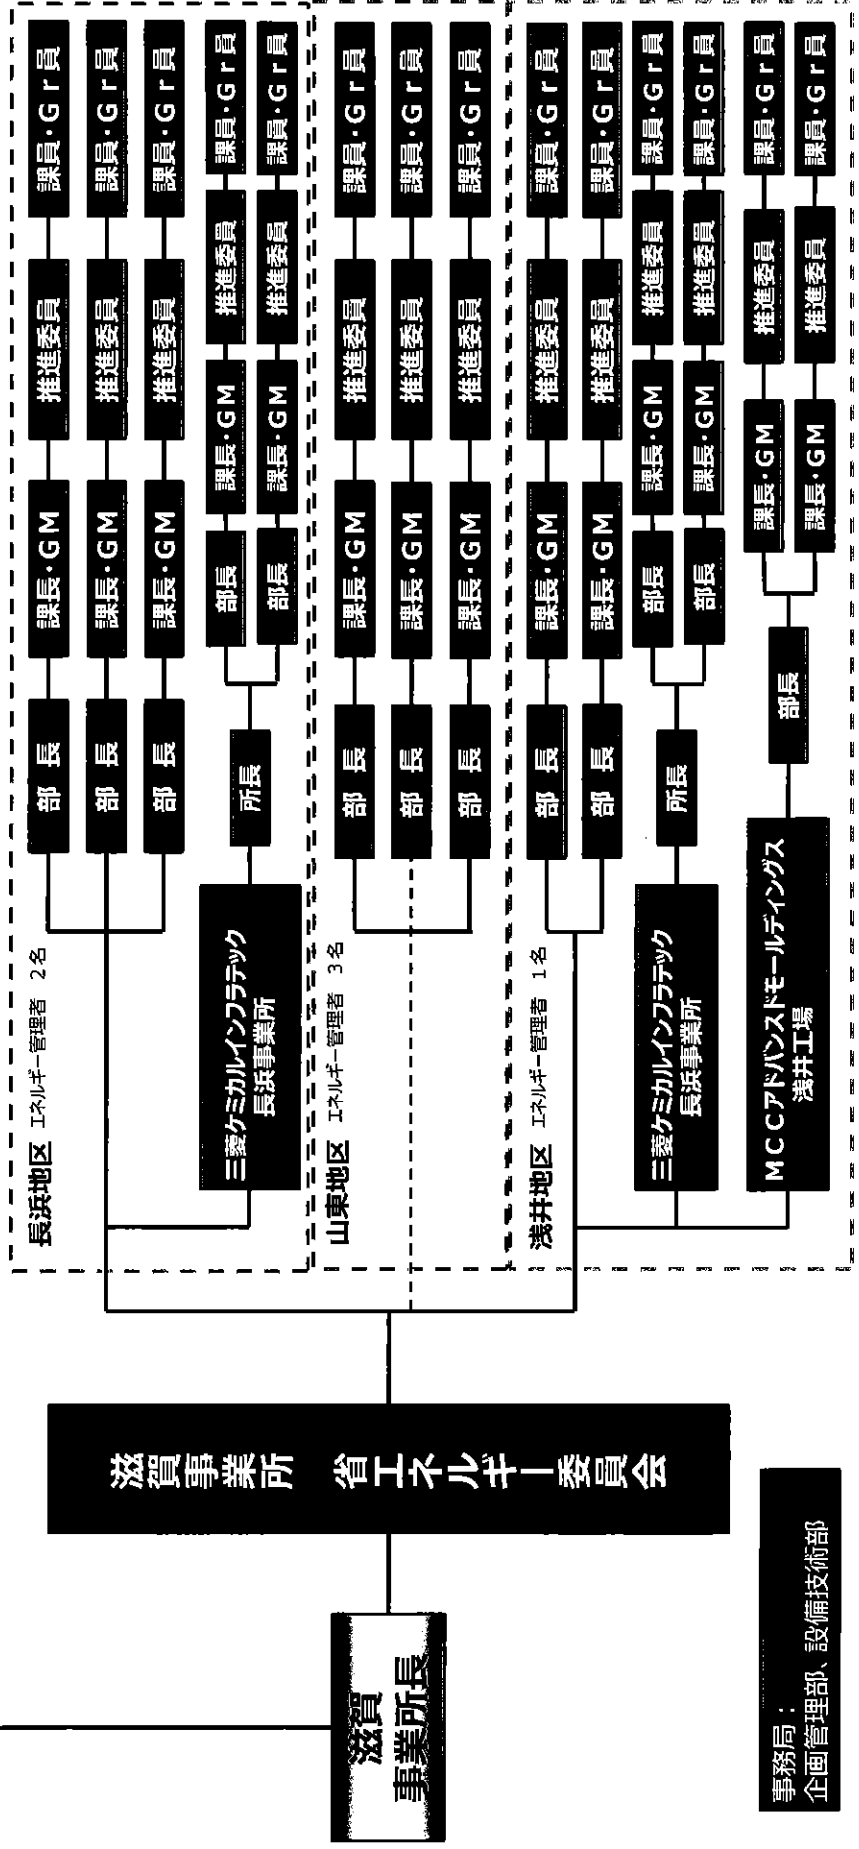 滋賀
事業所長
滋賀事業所　省エネルギー委員会
事務局：
企画管理部、設備技術部
長浜地区 エネルギー管理者 2名
部 長
課長・GM
推進委員
課員・Gr員
部 長
課長・GM
推進委員
課員・Gr員
部 長
課長・GM
推進委員
課員・Gr員
三菱ケミカルインフラテック
長浜事業所
所長
部長
課長・GM
推進委員
課員・Gr員
部長
課長・GM
推進委員
課員・Gr員
山東地区 エネルギー管理者 3名
部 長
課長・GM
推進委員
課員・Gr員
部 長
課長・GM
推進委員
課員・Gr員
部 長
課長・GM
推進委員
課員・Gr員
浅井地区 エネルギー管理者 1名
部 長
課長・GM
推進委員
課員・Gr員
部 長
課長・GM
推進委員
課員・Gr員
三菱ケミカルインフラテック
長浜事業所
所長
部長
課長・GM
推進委員
課員・Gr員
部長
課長・GM
推進委員
課員・Gr員
MCCアドバンスドモールディングス
浅井工場
部長
課長・GM
推進委員
課員・Gr員
課長・GM
推進委員
課員・Gr員